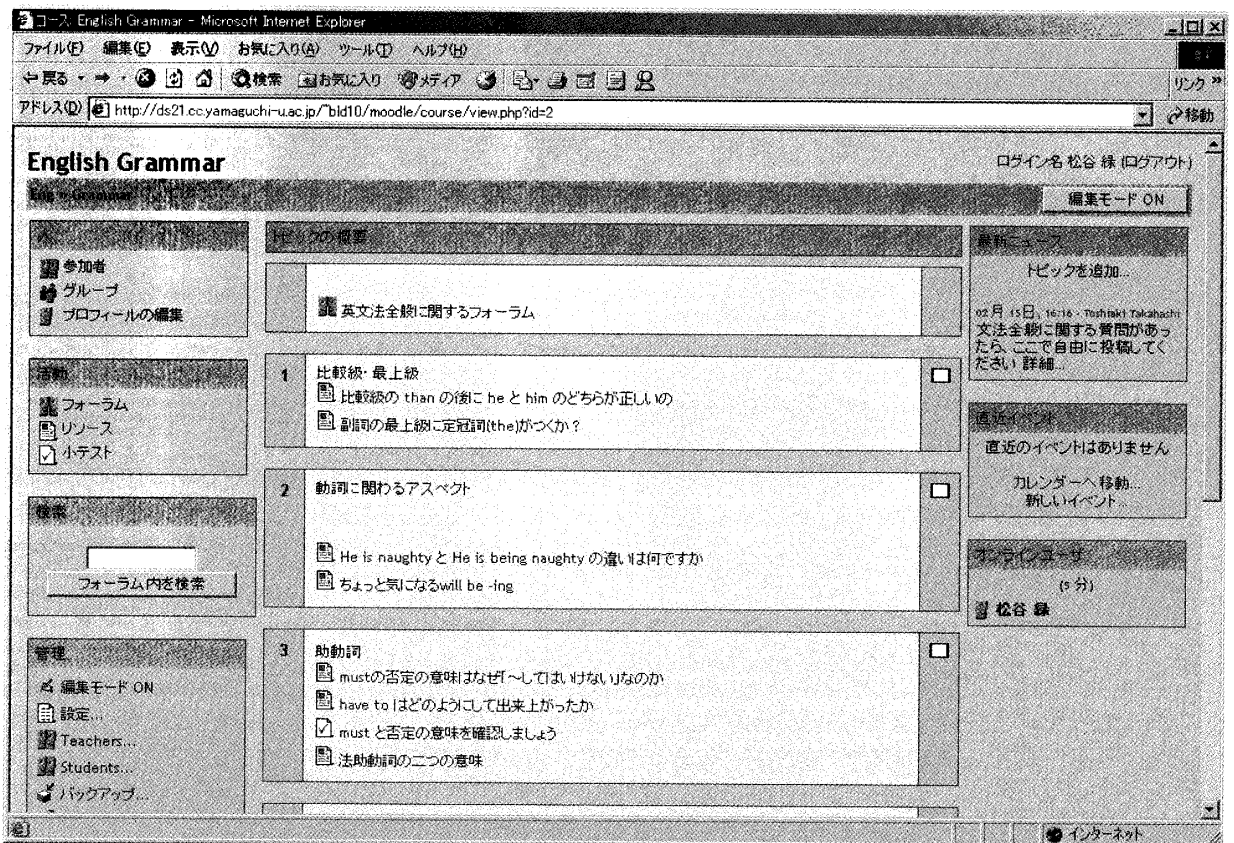 コース English Grammar - Microsoft Internet Explorer
ファイル(F) 編集(E) 表示(V) お気に入り(A) ツール(T) ヘルプ(H)
戻る 検索 お気に入り メディア リンク »
アドレス(D) http://ds21.cc.yamaguchi-u.ac.jp/~bld10/moodle/course/view.php?id=2 移動
English Grammar
ログイン名 松谷 緑 (ログアウト)
Eng » Grammar
編集モード ON
人
参加者
グループ
プロフィールの編集
活動
フォーラム
リソース
小テスト
検索
フォーラム内を検索
管理
編集モード ON
設定...
Teachers...
Students...
バックアップ...
トピックの概要
英文法全般に関するフォーラム
1 比較級・最上級
比較級の than の後に he と him のどちらが正しいの
副詞の最上級に定冠詞(the)がつくか?
2 動詞に関わるアスペクト
He is naughty と He is being naughty の違いは何ですか
ちょっと気になるwill be -ing
3 助動詞
mustの否定の意味はなぜ「~してはいけない」なのか
have to はどのようにして出来上がったか
must と否定の意味を確認しましょう
法助動詞の二つの意味
最新ニュース
トピックを追加...
02月 15日, 16:16 - Toshiaki Takahashi
文法全般に関する質問があっ
たら、ここで自由に投稿してく
ださい 詳細...
直近イベント
直近のイベントはありません
カレンダーへ移動...
新しいイベント...
オンラインユーザ
(5 分)
松谷 緑
インターネット